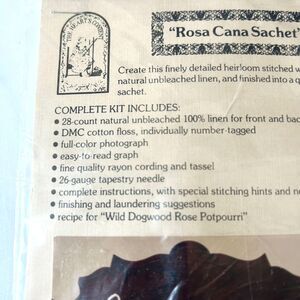 THE HEART'S CONTENT
"Rosa Cana Sachet"
Create this finely detailed heirloom stitched w
natural unbleached linen, and finished into a q
sachet.
COMPLETE KIT INCLUDES:
• 28-count natural unbleached 100% linen for front and bac
• DMC cotton floss, individually number-tagged
• full-color photograph
• easy-to-read graph
• fine quality rayon cording and tassel
• 26-gauge tapestry needle
• complete instructions, with special stitching hints and n
• finishing and laundering suggestions
• recipe for "Wild Dogwood Rose Potpourri"